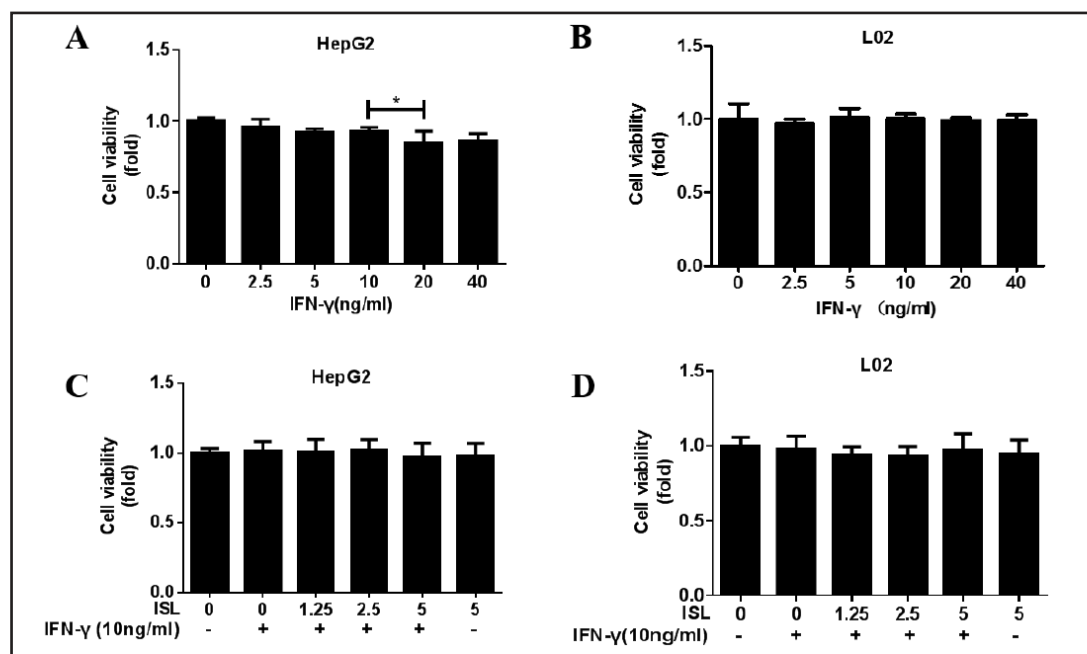 A
HepG2
1.5
1.0
0.5
0.0
Cell viability
(fold)
*
0 2.5 5 10 20 40
IFN-γ(ng/ml)
B
L02
1.5
1.0
0.5
0.0
Cell viability
(fold)
0 2.5 5 10 20 40
IFN-γ （ng/ml)
C
HepG2
1.5
1.0
0.5
0.0
Cell viability
(fold)
ISL 0 0 1.25 2.5 5 5
IFN-γ (10ng/ml) - + + + + -
D
L02
1.5
1.0
0.5
0.0
Cell viability
(fold)
ISL 0 0 1.25 2.5 5 5
IFN-γ(10ng/ml) - + + + + -